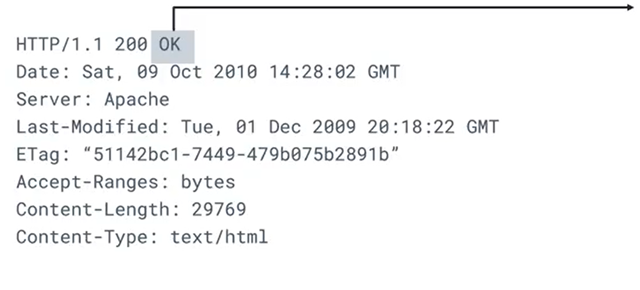 HTTP/1.1 200 OK
Date: Sat, 09 Oct 2010 14:28:02 GMT
Server: Apache
Last-Modified: Tue, 01 Dec 2009 20:18:22 GMT
ETag: “51142bc1-7449-479b075b2891b”
Accept-Ranges: bytes
Content-Length: 29769
Content-Type: text/html